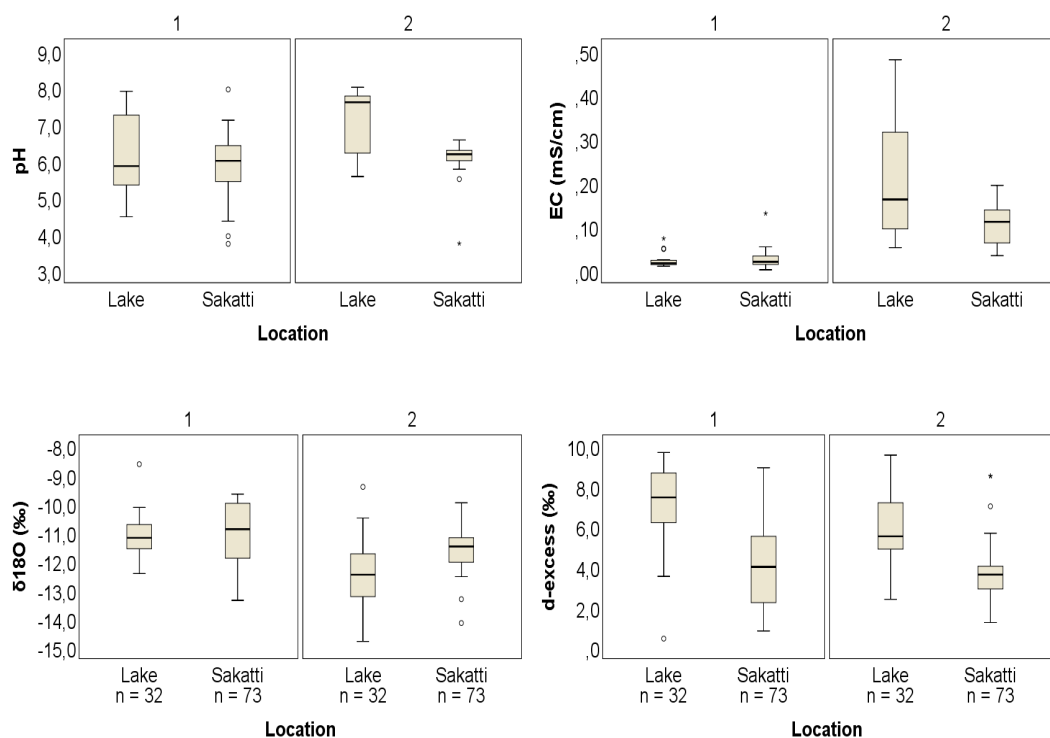 1 2
pH
9,0
8,0
7,0
6,0
5,0
4,0
3,0
Lake Sakatti Lake Sakatti
Location
1 2
EC (mS/cm)
,50
,40
,30
,20
,10
,00
Lake Sakatti Lake Sakatti
Location
1 2
δ18O (‰)
-8,0
-9,0
-10,0
-11,0
-12,0
-13,0
-14,0
-15,0
Lake Sakatti Lake Sakatti
n = 32 n = 73 n = 32 n = 73
Location
1 2
d-excess (‰)
10,0
8,0
6,0
4,0
2,0
,0
Lake Sakatti Lake Sakatti
n = 32 n = 73 n = 32 n = 73
Location